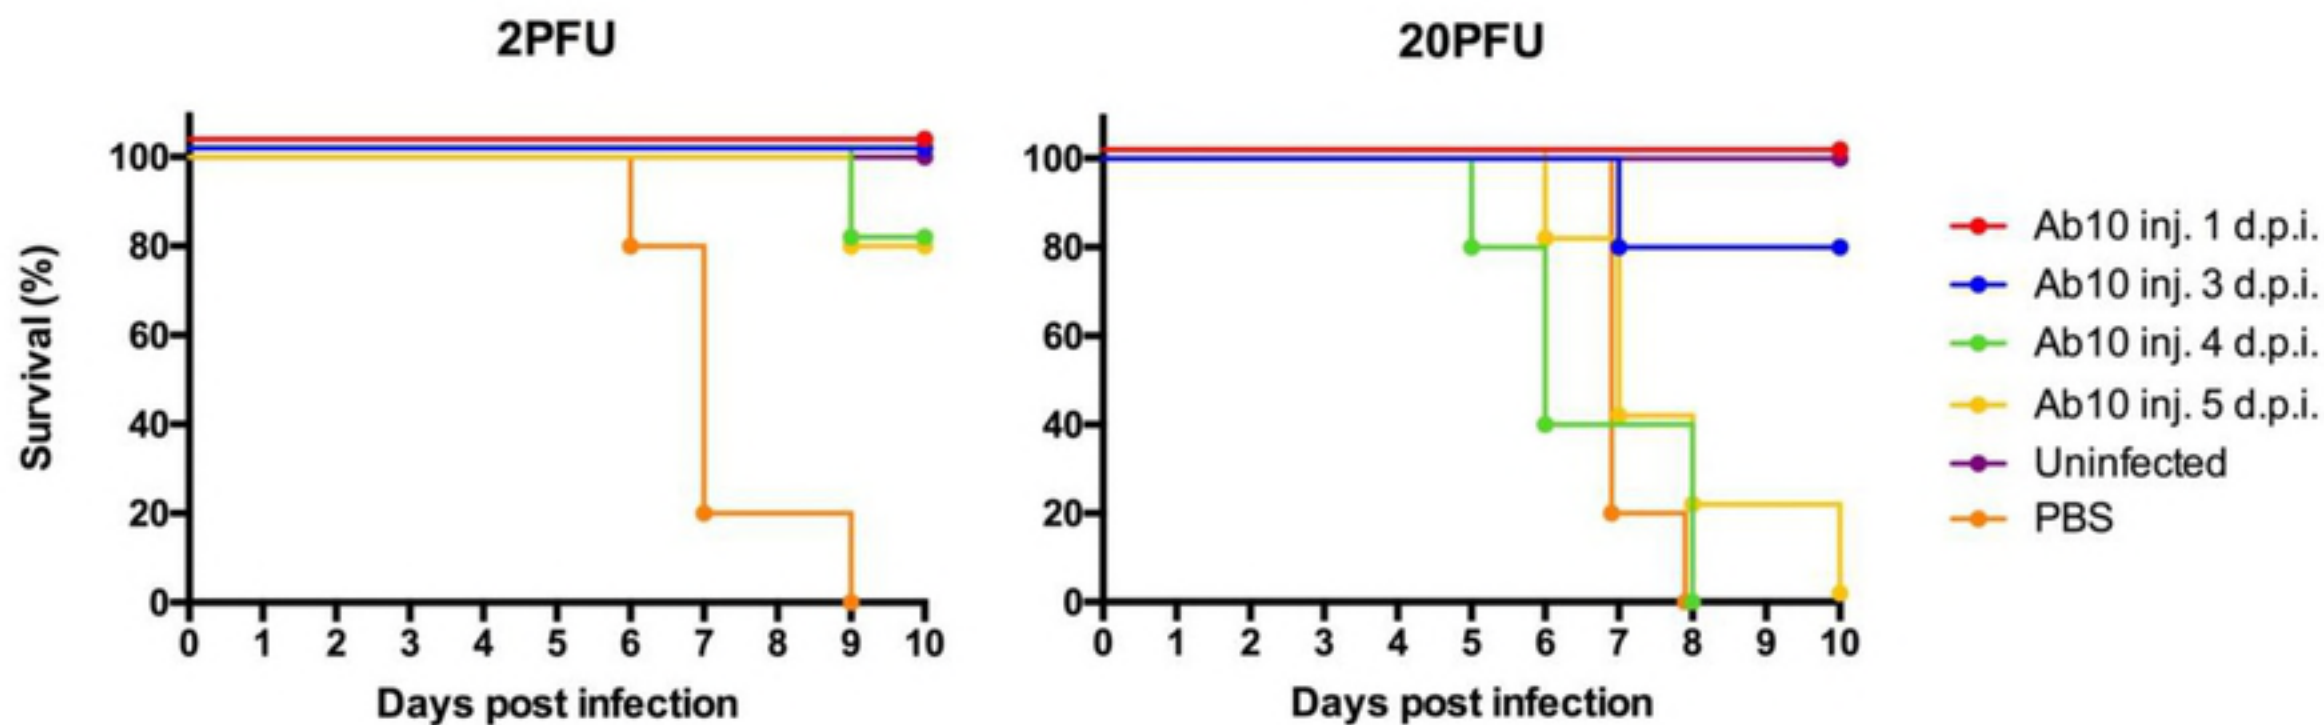 2PFU
20PFU
Survival (%)
100
80
60
40
20
0
0 1 2 3 4 5 6 7 8 9 10
Days post infection
100
80
60
40
20
0
0 1 2 3 4 5 6 7 8 9 10
Days post infection
Ab10 inj. 1 d.p.i.
Ab10 inj. 3 d.p.i.
Ab10 inj. 4 d.p.i.
Ab10 inj. 5 d.p.i.
Uninfected
PBS